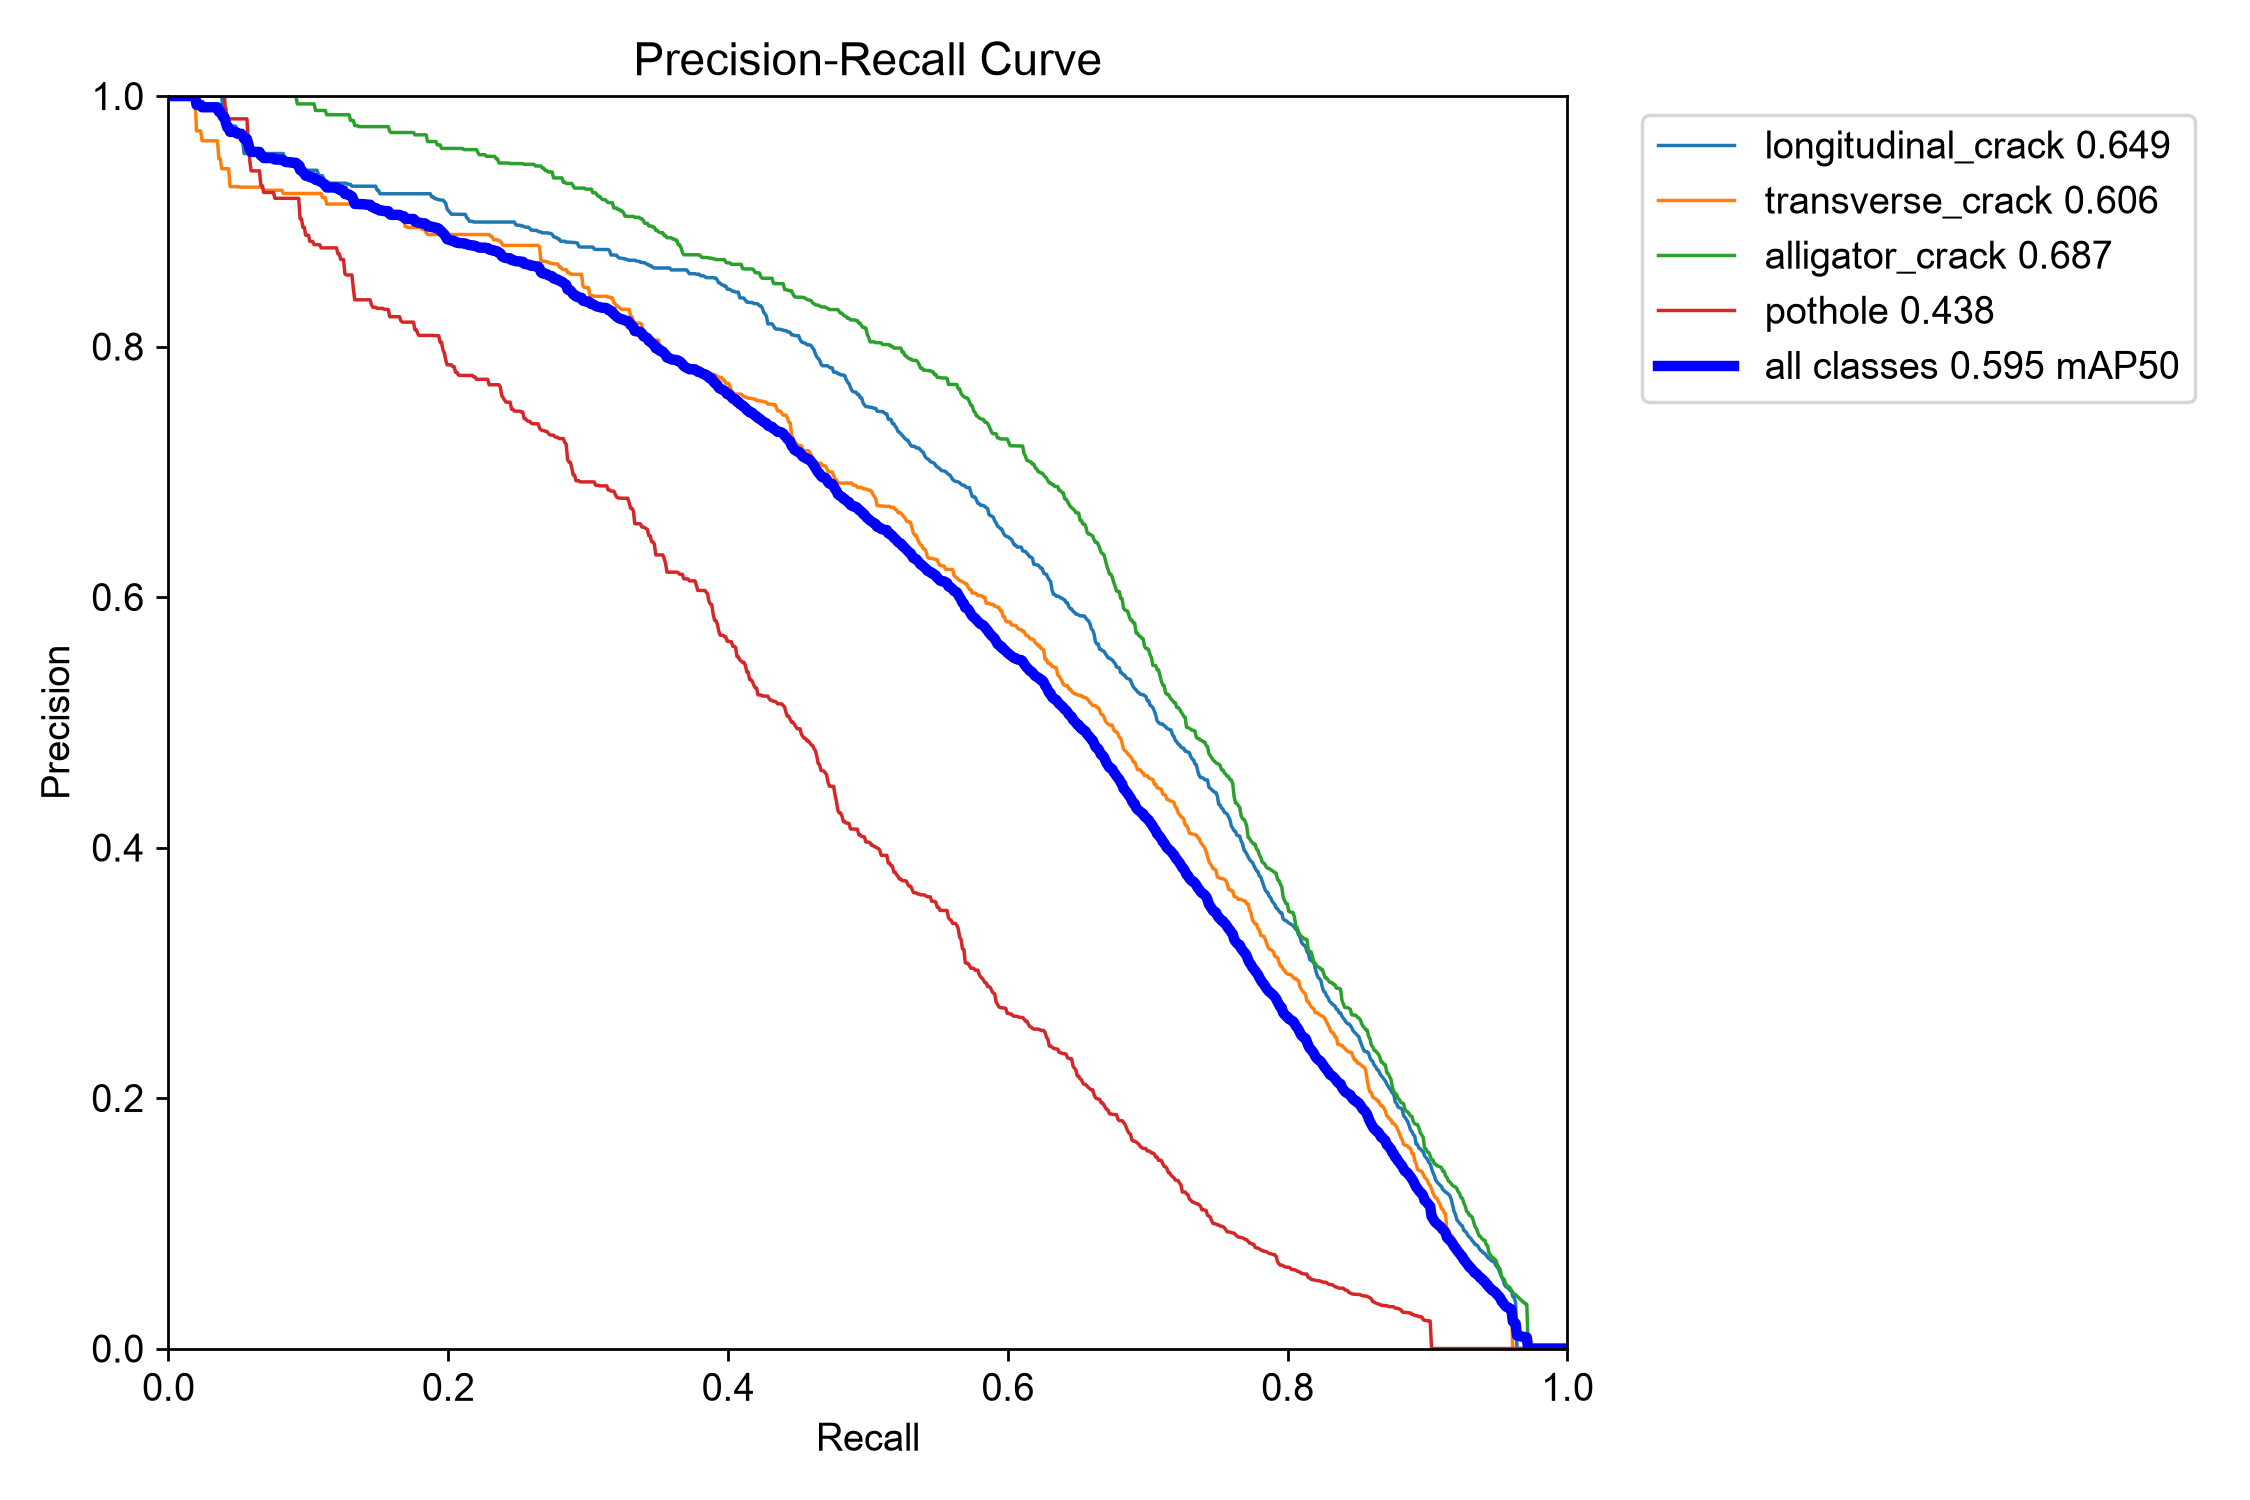 Precision-Recall Curve
1.0
0.8
0.6
0.4
0.2
0.0
Precision
0.0 0.2 0.4 0.6 0.8 1.0
Recall
longitudinal_crack 0.649
transverse_crack 0.606
alligator_crack 0.687
pothole 0.438
all classes 0.595 mAP50